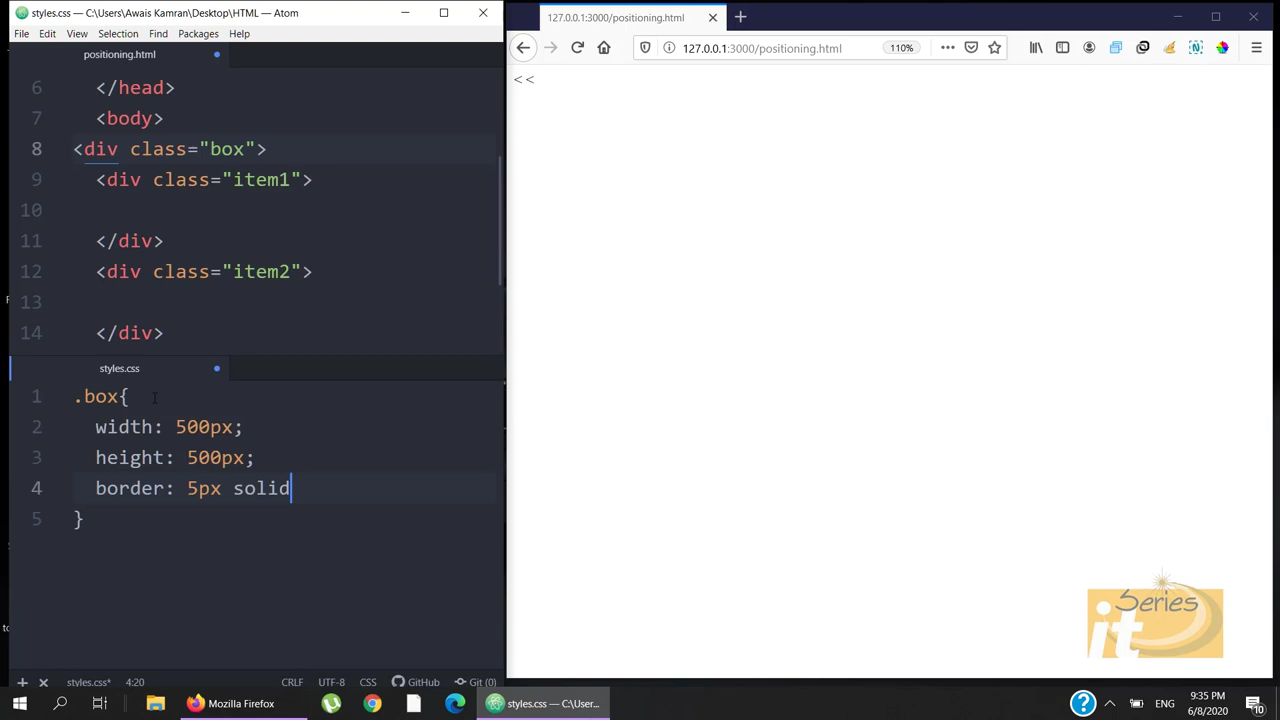 styles.css — C:\Users\Awais Kamran\Desktop\HTML — Atom
File Edit View Selection Find Packages Help
positioning.html
6 </head>
7 <body>
8 <div class="box">
9 <div class="item1">
10
11 </div>
12 <div class="item2">
13
14 </div>
styles.css
1 .box{
2 width: 500px;
3 height: 500px;
4 border: 5px solid
5 }
styles.css* 4:20 CRLF UTF-8 CSS GitHub Git (0)
127.0.0.1:3000/positioning.html
127.0.0.1:3000/positioning.html 110%
<<
Series
it
Mozilla Firefox
styles.css — C:\User...
ENG
9:35 PM
6/8/2020
10